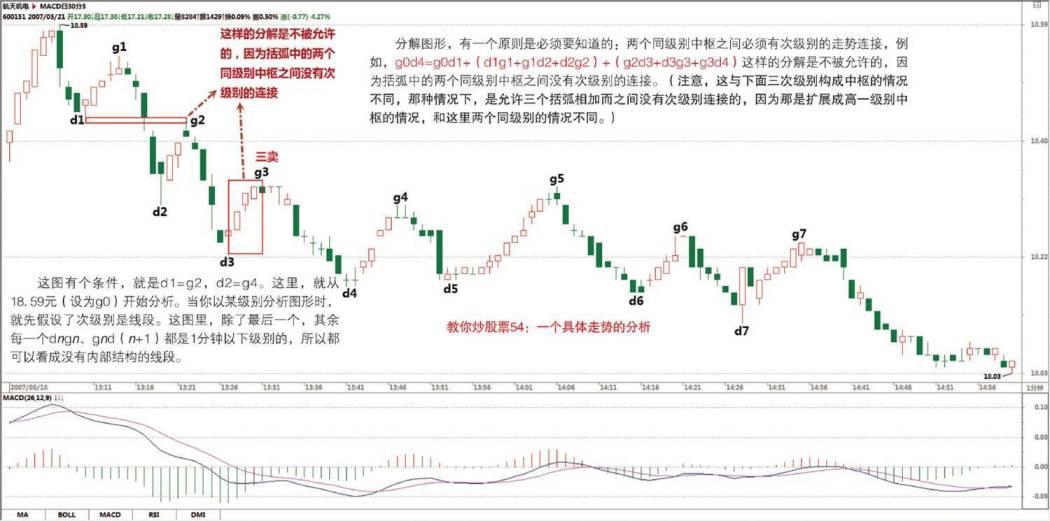 航天机电 ▶ MACD日30分5
600151 2007/05/21 开17.30高17.30低17.21收17.28量8284额1429换0.09% 振0.50% 涨(-0.77) -4.27%
18.59
18.59
这样的分解是不被允许
的,因为括弧中的两个
同级别中枢之间没有次
级别的连接
分解图形,有一个原则是必须要知道的:两个同级别中枢之间必须有次级别的走势连接,例
如,g0d4=g0d1+(d1g1+g1d2+d2g2)+(g2d3+d3g3+g3d4)这样的分解是不被允许的,因
为括弧中的两个同级别中枢之间没有次级别的连接。(注意,这与下面三次级别构成中枢的情况
不同,那种情况下,是允许三个括弧相加而之间没有次级别连接的,因为那是扩展成高一级别中
枢的情况,和这里两个同级别的情况不同。)
g1
d1
g2
18.40
三卖
g3
d2
g4
g5
g6
g7
d3
18.22
d4
d5
d6
d7
这图有个条件,就是d1=g2,d2=g4。这里,就从
18.59元(设为g0)开始分析。当你以某级别分析图形时,
就先假设了次级别是线段。这图里,除了最后一个,其余
每一个dngn、gnd(n+1)都是1分钟以下级别的,所以都
可以看成没有内部结构的线段。
教你炒股票54:一个具体走势的分析
18.03
18.03
2007/05/18 13:11 13:16 13:21 13:26 13:31 13:36 13:41 13:46 13:51 13:56 14:01 14:06 14:11 14:16 14:21 14:26 14:31 14:36 14:41 14:46 14:51 14:56 1分钟
MACD(26,12,9)
0.10
0.05
0.00
-0.05
MA BOLL MACD RSI DMI